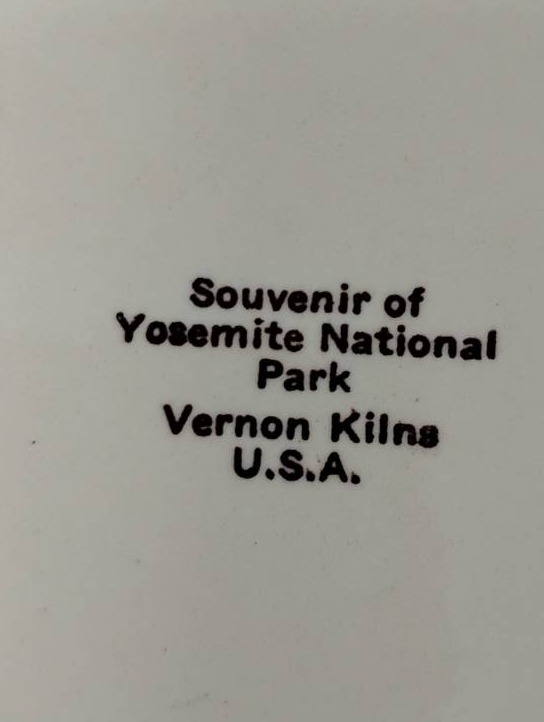 Souvenir of
Yosemite National
Park
Vernon Kilns
U.S.A.